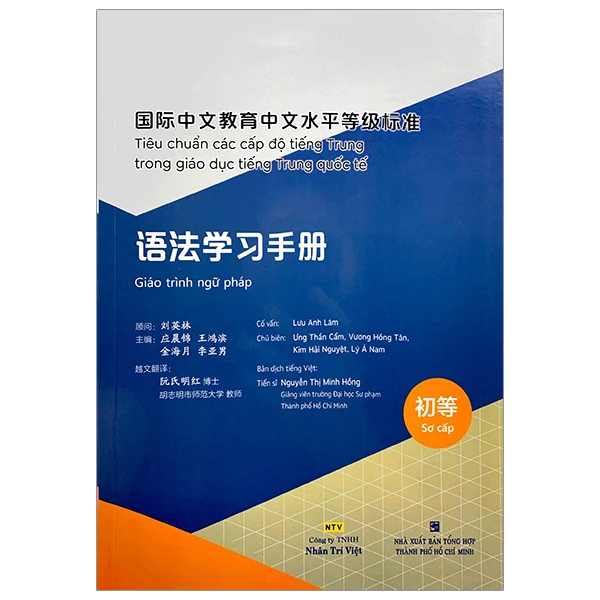 国际中文教育中文水平等级标准
Tiêu chuẩn các cấp độ tiếng Trung
trong giáo dục tiếng Trung quốc tế
语法学习手册
Giáo trình ngữ pháp
顾问：刘英林
主编：应晨锦 王鸿滨
金海月 李亚男
越文翻译：
阮氏明红 博士
胡志明市师范大学 教师
Cố vấn: Lưu Anh Lâm
Chủ biên: Ưng Thần Cẩm, Vương Hồng Tân,
Kim Hải Nguyệt, Lý Á Nam
Bản dịch tiếng Việt:
Tiến sĩ Nguyễn Thị Minh Hồng
Giảng viên trường Đại học Sư phạm
Thành phố Hồ Chí Minh
初等
Sơ cấp
NTV
Công ty TNHH
Nhân Trí Việt
NHÀ XUẤT BẢN TỔNG HỢP
THÀNH PHỐ HỒ CHÍ MINH